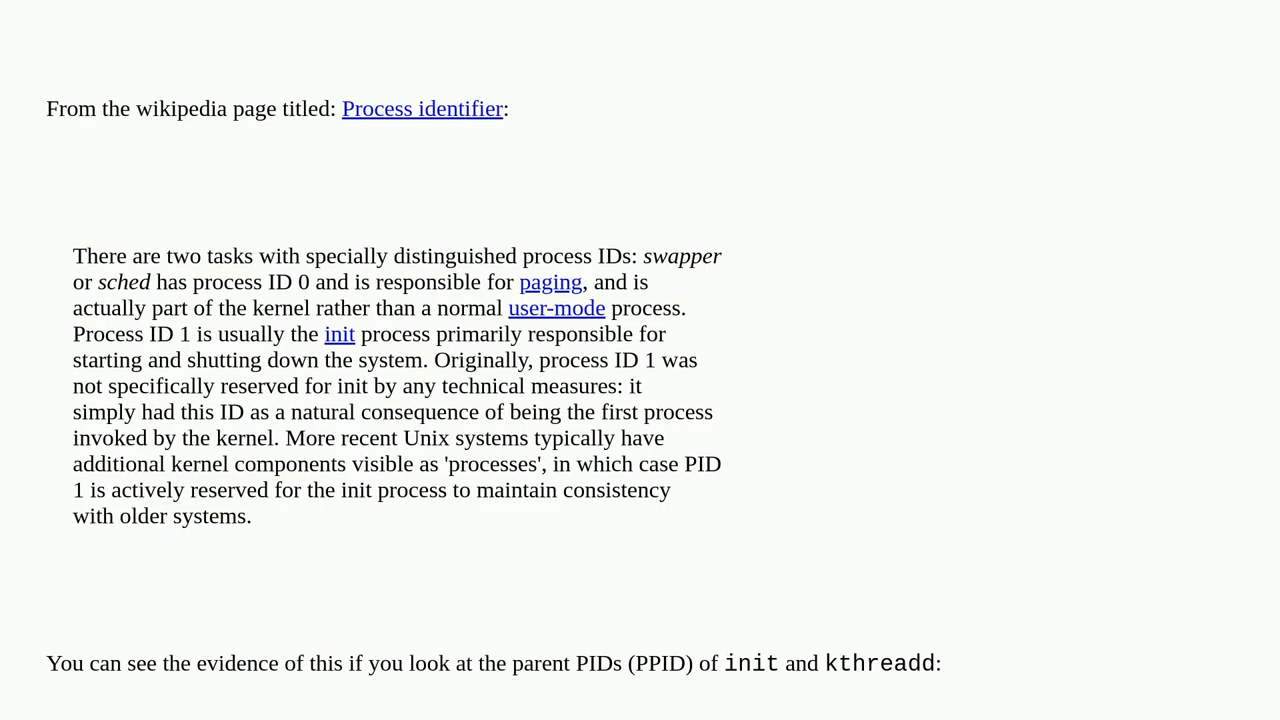 From the wikipedia page titled: Process identifier:
There are two tasks with specially distinguished process IDs: swapper
or sched has process ID 0 and is responsible for paging, and is
actually part of the kernel rather than a normal user-mode process.
Process ID 1 is usually the init process primarily responsible for
starting and shutting down the system. Originally, process ID 1 was
not specifically reserved for init by any technical measures: it
simply had this ID as a natural consequence of being the first process
invoked by the kernel. More recent Unix systems typically have
additional kernel components visible as 'processes', in which case PID
1 is actively reserved for the init process to maintain consistency
with older systems.
You can see the evidence of this if you look at the parent PIDs (PPID) of init and kthreadd: